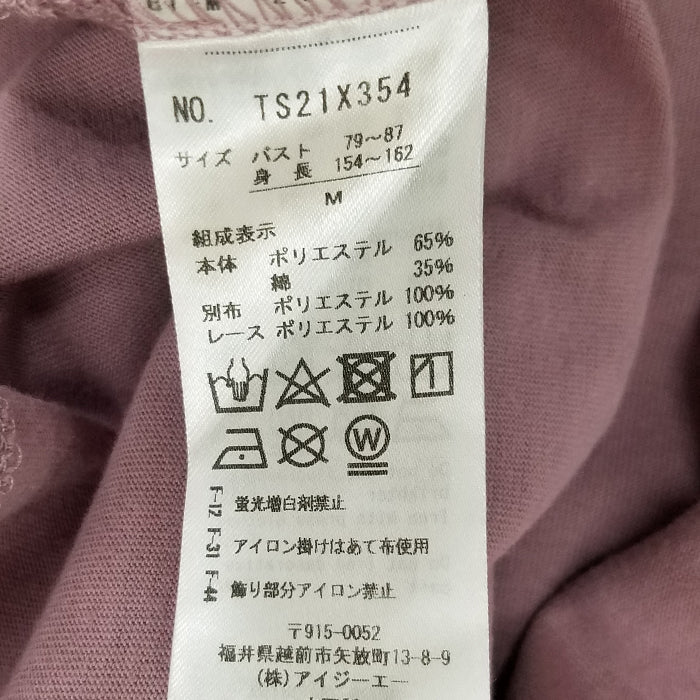 NO. TS21X354
サイズ バスト 79～87
身長 154～162
M
組成表示
本体 ポリエステル 65%
綿 35%
別布 ポリエステル 100%
レース ポリエステル 100%
W
F-12 F-31 F-44
蛍光増白剤禁止
アイロン掛けはあて布使用
飾り部分アイロン禁止
〒915-0052
福井県越前市矢放町13-8-9
(株)アイジーエー